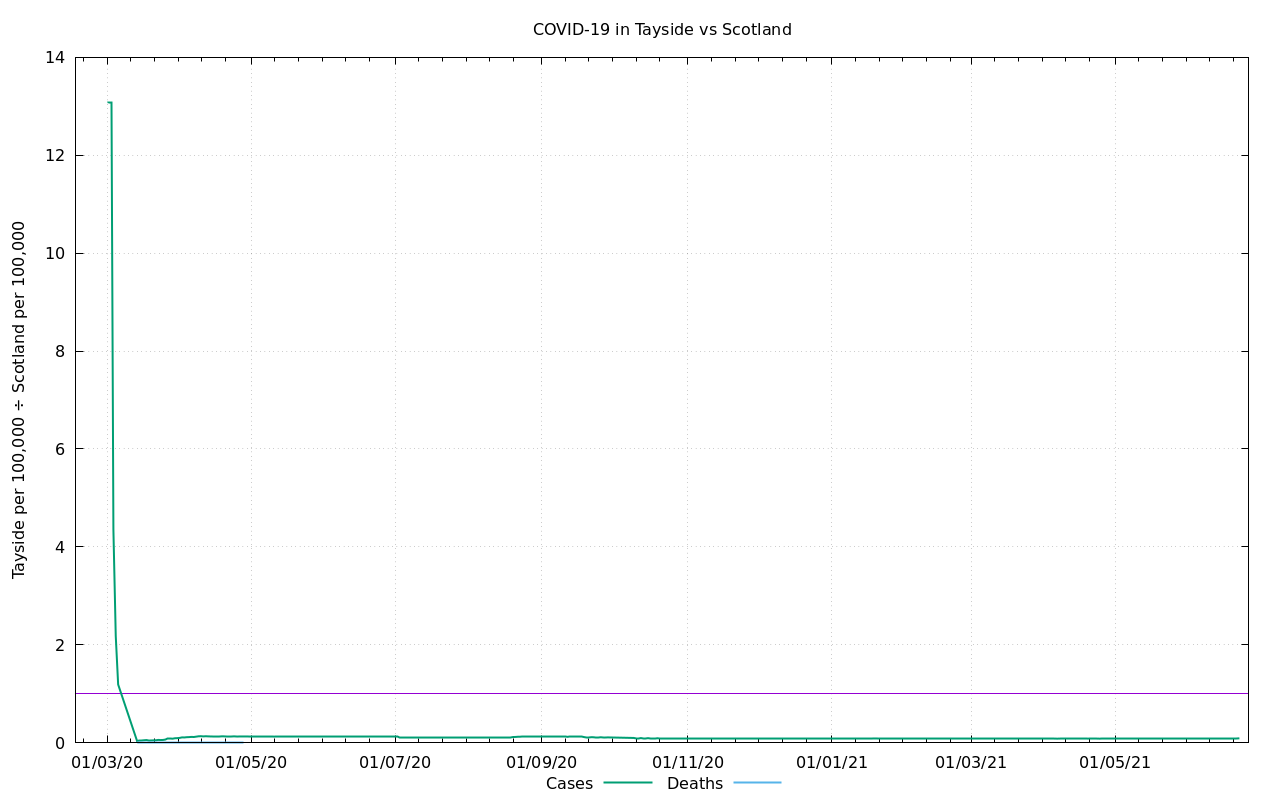 COVID-19 in Tayside vs Scotland
Tayside per 100,000 ÷ Scotland per 100,000
14
12
10
8
6
4
2
0
01/03/20 01/05/20 01/07/20 01/09/20 01/11/20 01/01/21 01/03/21 01/05/21
Cases Deaths